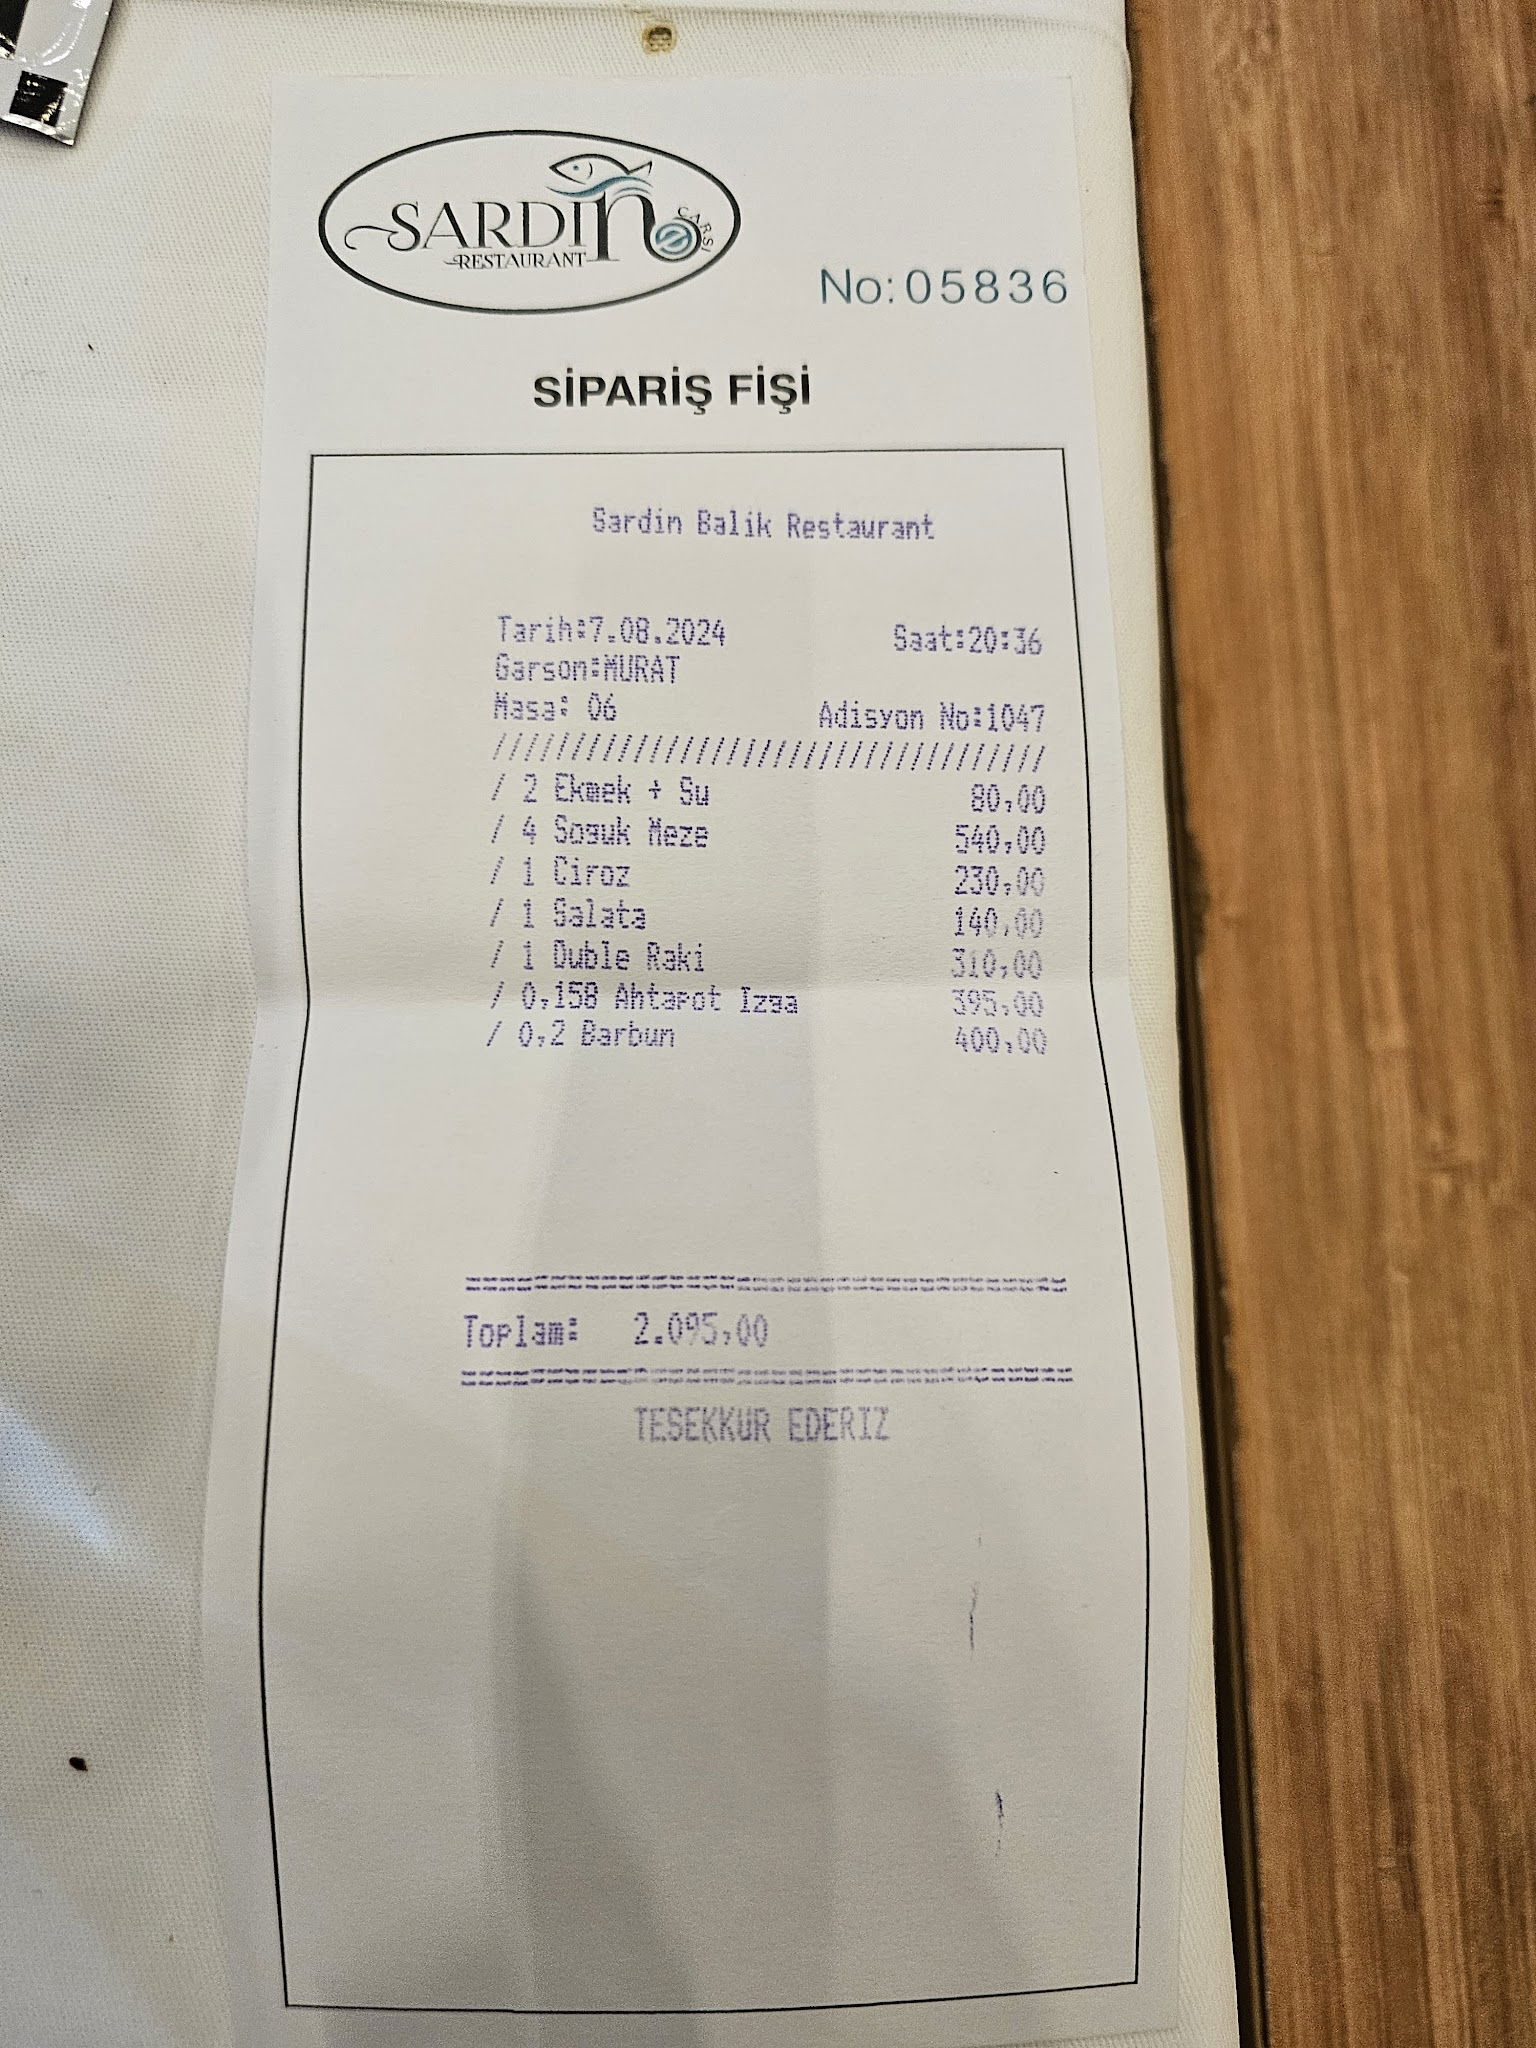 SARDIN
RESTAURANT
ÇARŞI
No:05836
SİPARİŞ FİŞİ
Sardin Balik Restaurant
Tarih:7.08.2024 Saat:20:36
Garson:MURAT
Masa: 06 Adisyon No:1047
///////////////////////////////////
/ 2 Ekmek + Su 80,00
/ 4 Soguk Meze 540,00
/ 1 Ciroz 230,00
/ 1 Salata 140,00
/ 1 Duble Raki 310,00
/ 0,158 Ahtapot Izga 395,00
/ 0,2 Barbun 400,00
Toplam: 2.095,00
TESEKKUR EDERIZ